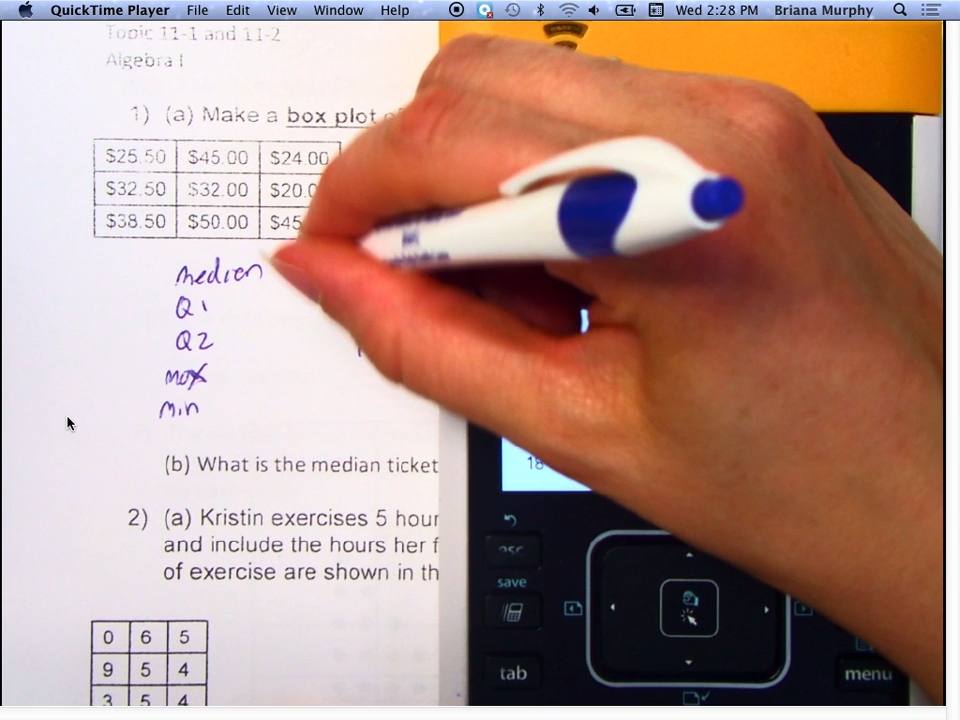 QuickTime Player File Edit View Window Help Wed 2:28 PM Briana Murphy
Topic 11-1 and 11-2
Algebra I
1) (a) Make a box plot
$25.50 $45.00 $24.00
$32.50 $32.00 $20.0
$38.50 $50.00 $45
median
Q1
Q2
max
min
(b) What is the median ticket
2) (a) Kristin exercises 5 hour
and include the hours her f
of exercise are shown in th
0 6 5
9 5 4
3 5 4
18
esc
save
tab
menu